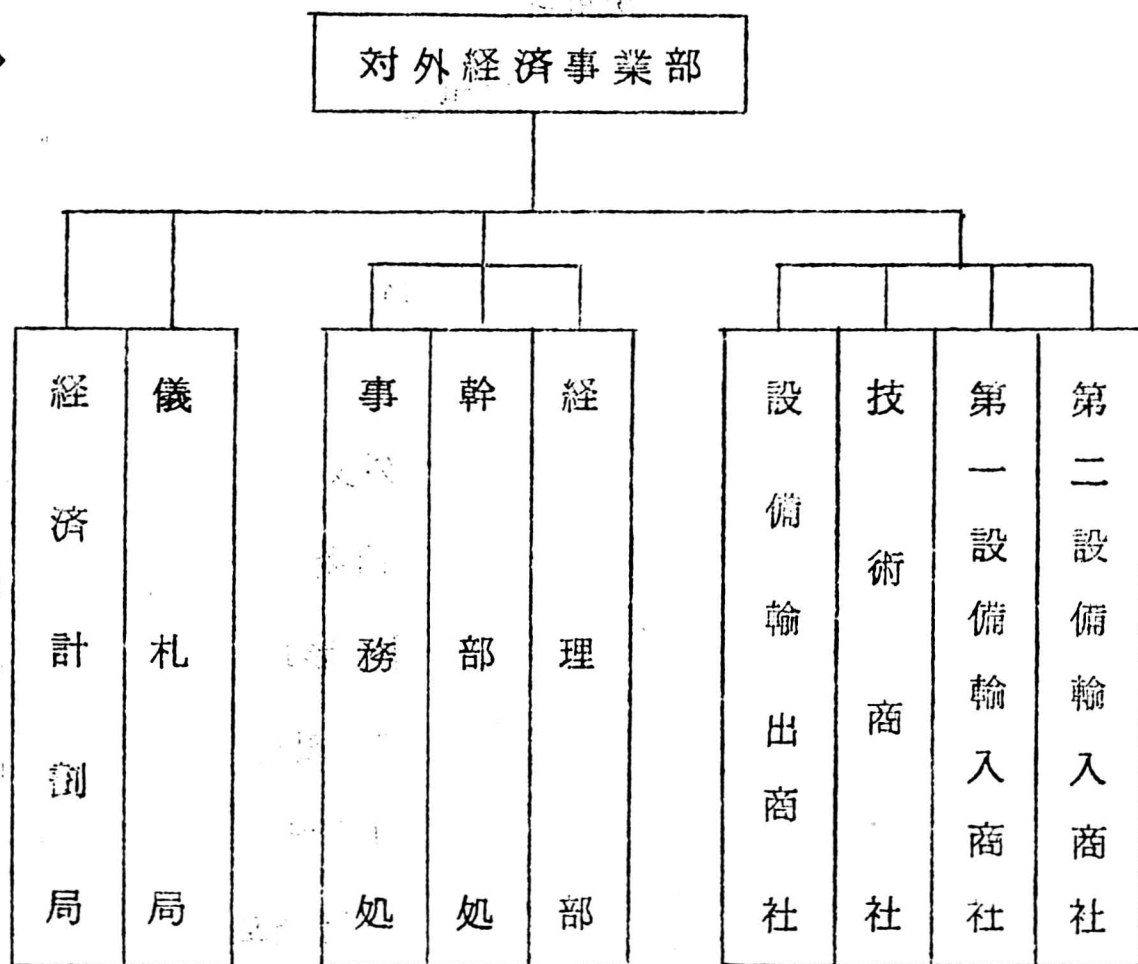 対外経済事業部
経済計劃局
儀札局
事務処
幹部処
経理部
設備輸出商社
技術商社
第一設備輸入商社
第二設備輸入商社